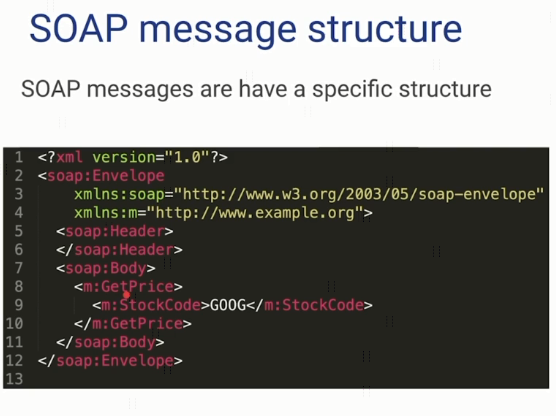 SOAP message structure
SOAP messages are have a specific structure
1 <?xml version="1.0"?>
2 <soap:Envelope
3 xmlns:soap="http://www.w3.org/2003/05/soap-envelope"
4 xmlns:m="http://www.example.org">
5 <soap:Header>
6 </soap:Header>
7 <soap:Body>
8 <m:GetPrice>
9 <m:StockCode>GOOG</m:StockCode>
10 </m:GetPrice>
11 </soap:Body>
12 </soap:Envelope>
13